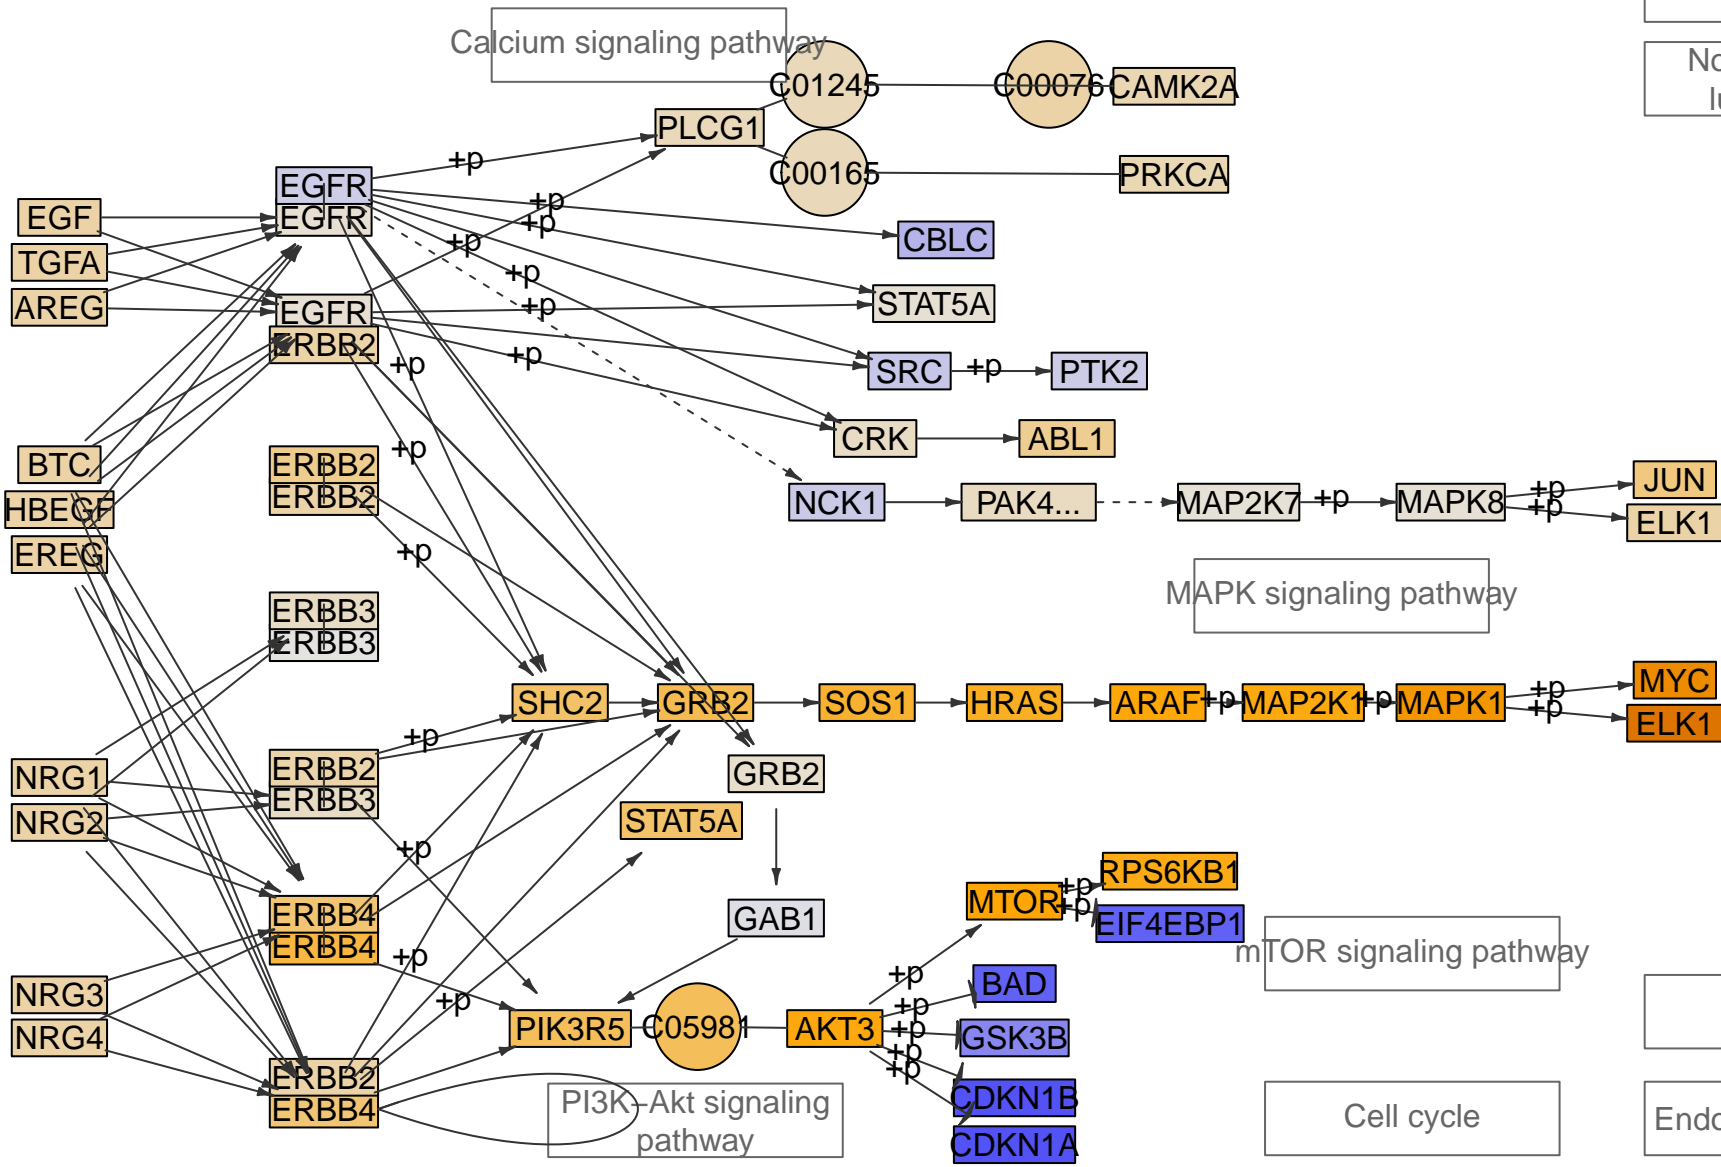 Calcium signaling pathway
No
lu
C01245
C00076
CAMK2A
PLCG1
+p
C00165
PRKCA
EGFR
EGFR
EGF
+p
+p
TGFA
+p
CBLC
+p
AREG
EGFR
+p
STAT5A
ERBB2
+p
+p
SRC
+p
PTK2
CRK
ABL1
BTC
ERBB2
+p
ERBB2
HBEGF
NCK1
PAK4...
MAP2K7
+p
MAPK8
+p
+p
JUN
ELK1
EREG
+p
MAPK signaling pathway
ERBB3
ERBB3
SHC2
GRB2
SOS1
HRAS
ARAF
+p
MAP2K1
+p
MAPK1
+p
+p
MYC
ELK1
+p
NRG1
ERBB2
ERBB3
GRB2
NRG2
STAT5A
+p
ERBB4
ERBB4
GAB1
MTOR
+p
+p
RPS6KB1
EIF4EBP1
mTOR signaling pathway
+p
+p
NRG3
+p
BAD
+p
NRG4
PIK3R5
C05981
AKT3
+p
GSK3B
+p
+p
ERBB2
ERBB4
PI3K–Akt signaling
pathway
CDKN1B
CDKN1A
Cell cycle
Endo